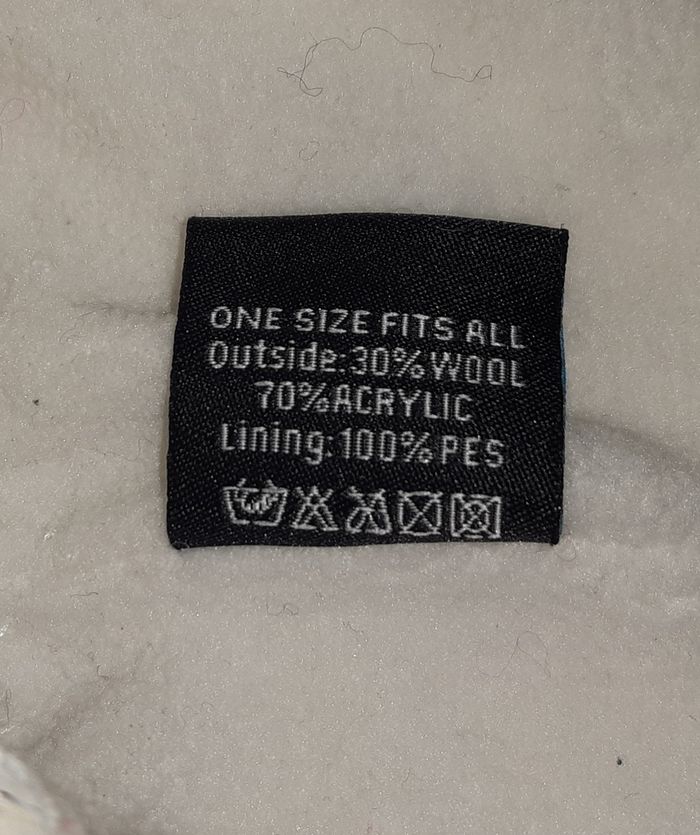 ONE SIZE FITS ALL
Outside:30%WOOL
70%ACRYLIC
Lining:100%PES